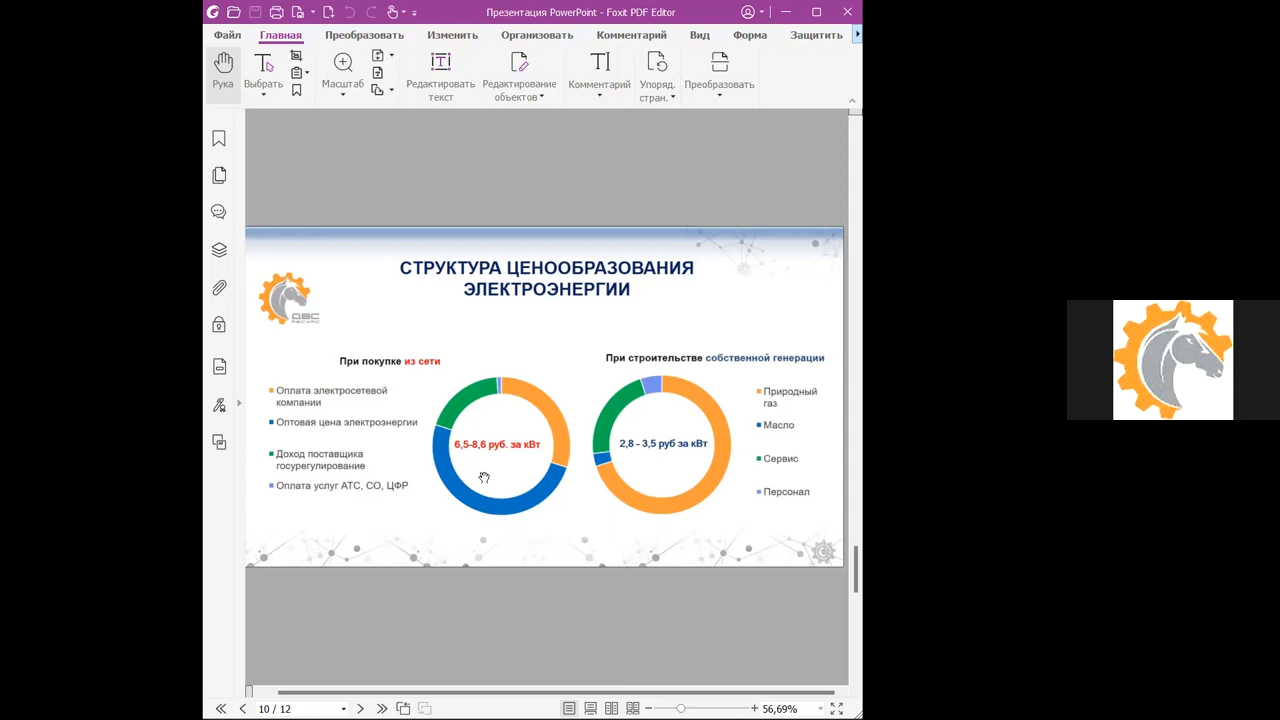 Презентация PowerPoint - Foxit PDF Editor
Файл Главная Преобразовать Изменить Организовать Комментарий Вид Форма Защитить
Рука
Выбрать
Масштаб
Редактировать
текст
Редактирование
объектов
Комментарий
Упоряд.
стран.
Преобразовать
СТРУКТУРА ЦЕНООБРАЗОВАНИЯ
ЭЛЕКТРОЭНЕРГИИ
ДВС
РЕСУРС
При покупке из сети
Оплата электросетевой
компании
Оптовая цена электроэнергии
Доход поставщика
госурегулирование
Оплата услуг АТС, СО, ЦФР
6,5-8,6 руб. за кВт
При строительстве собственной генерации
2,8 – 3,5 руб за кВт
Природный
газ
Масло
Сервис
Персонал
10 / 12
56,69%